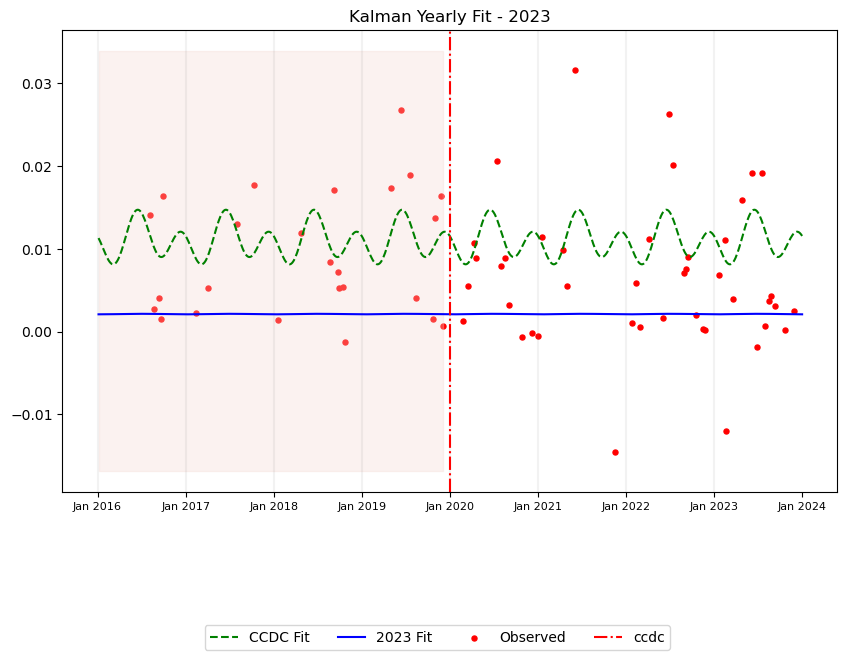 Kalman Yearly Fit - 2023
0.03
0.02
0.01
0.00
−0.01
Jan 2016 Jan 2017 Jan 2018 Jan 2019 Jan 2020 Jan 2021 Jan 2022 Jan 2023 Jan 2024
CCDC Fit 2023 Fit Observed ccdc